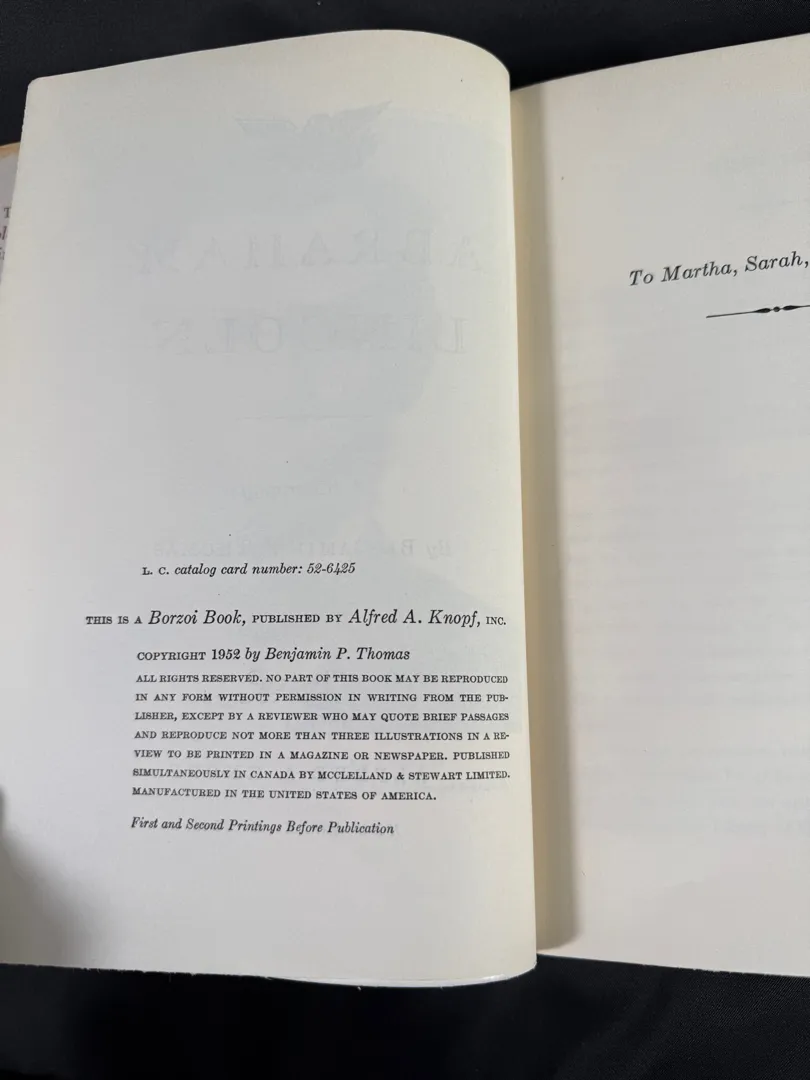 L. C. catalog card number: 52-6425
THIS IS A Borzoi Book, PUBLISHED BY Alfred A. Knopf, INC.
COPYRIGHT 1952 by Benjamin P. Thomas
ALL RIGHTS RESERVED. NO PART OF THIS BOOK MAY BE REPRODUCED
IN ANY FORM WITHOUT PERMISSION IN WRITING FROM THE PUB-
LISHER, EXCEPT BY A REVIEWER WHO MAY QUOTE BRIEF PASSAGES
AND REPRODUCE NOT MORE THAN THREE ILLUSTRATIONS IN A RE-
VIEW TO BE PRINTED IN A MAGAZINE OR NEWSPAPER. PUBLISHED
SIMULTANEOUSLY IN CANADA BY MCCLELLAND & STEWART LIMITED.
MANUFACTURED IN THE UNITED STATES OF AMERICA.
First and Second Printings Before Publication
To Martha, Sarah,